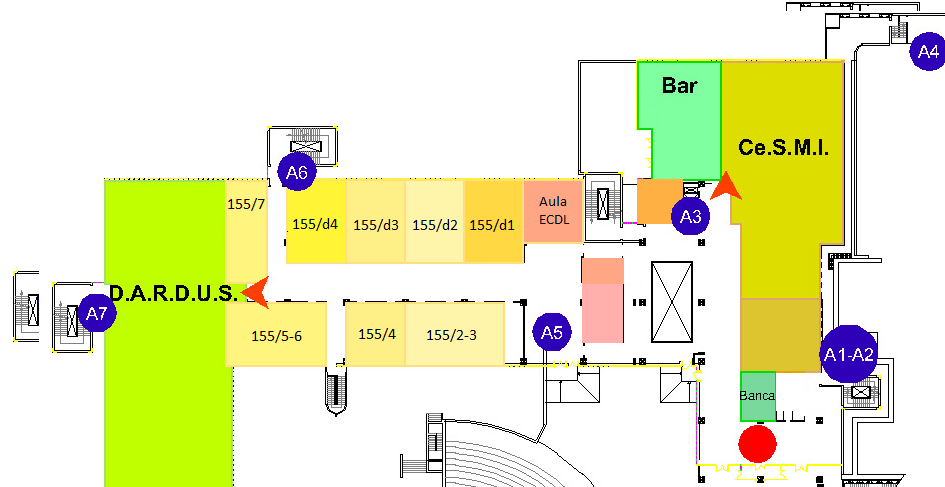 A4
Bar
Ce.S.M.I.
A6
155/7
155/d4
155/d3
155/d2
155/d1
Aula
ECDL
A3
D.A.R.D.U.S.
A7
155/5-6
155/4
155/2-3
A5
A1-A2
Banca